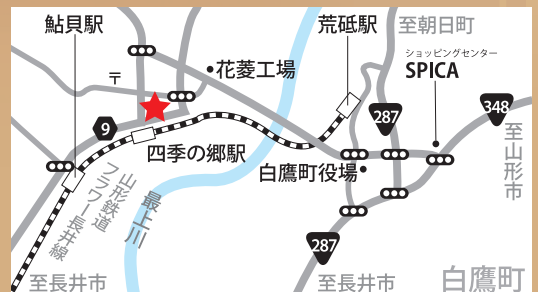 鮎貝駅
荒砥駅
至朝日町
ショッピングセンター
SPICA
〒
花菱工場
287
348
9
四季の郷駅
白鷹町役場
至山形市
山形鉄道
フラワー長井線
最上川
287
至長井市
至長井市
白鷹町